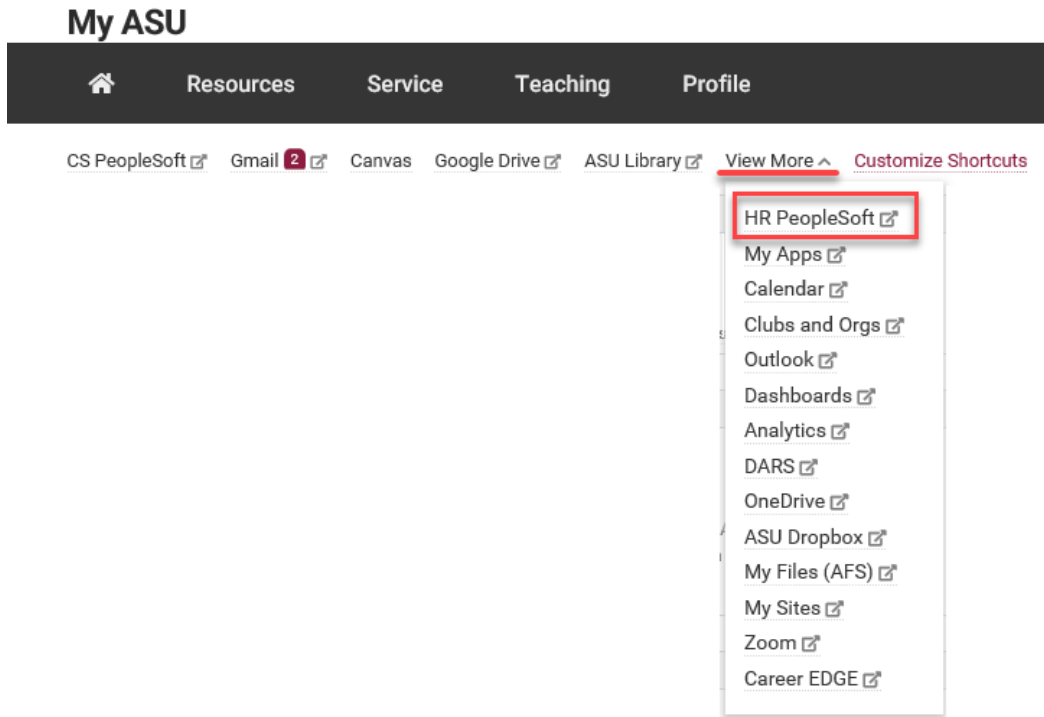 My ASU
Resources Service Teaching Profile
CS PeopleSoft Gmail 2 Canvas Google Drive ASU Library View More Customize Shortcuts
HR PeopleSoft
My Apps
Calendar
Clubs and Orgs
Outlook
Dashboards
Analytics
DARS
OneDrive
ASU Dropbox
My Files (AFS)
My Sites
Zoom
Career EDGE